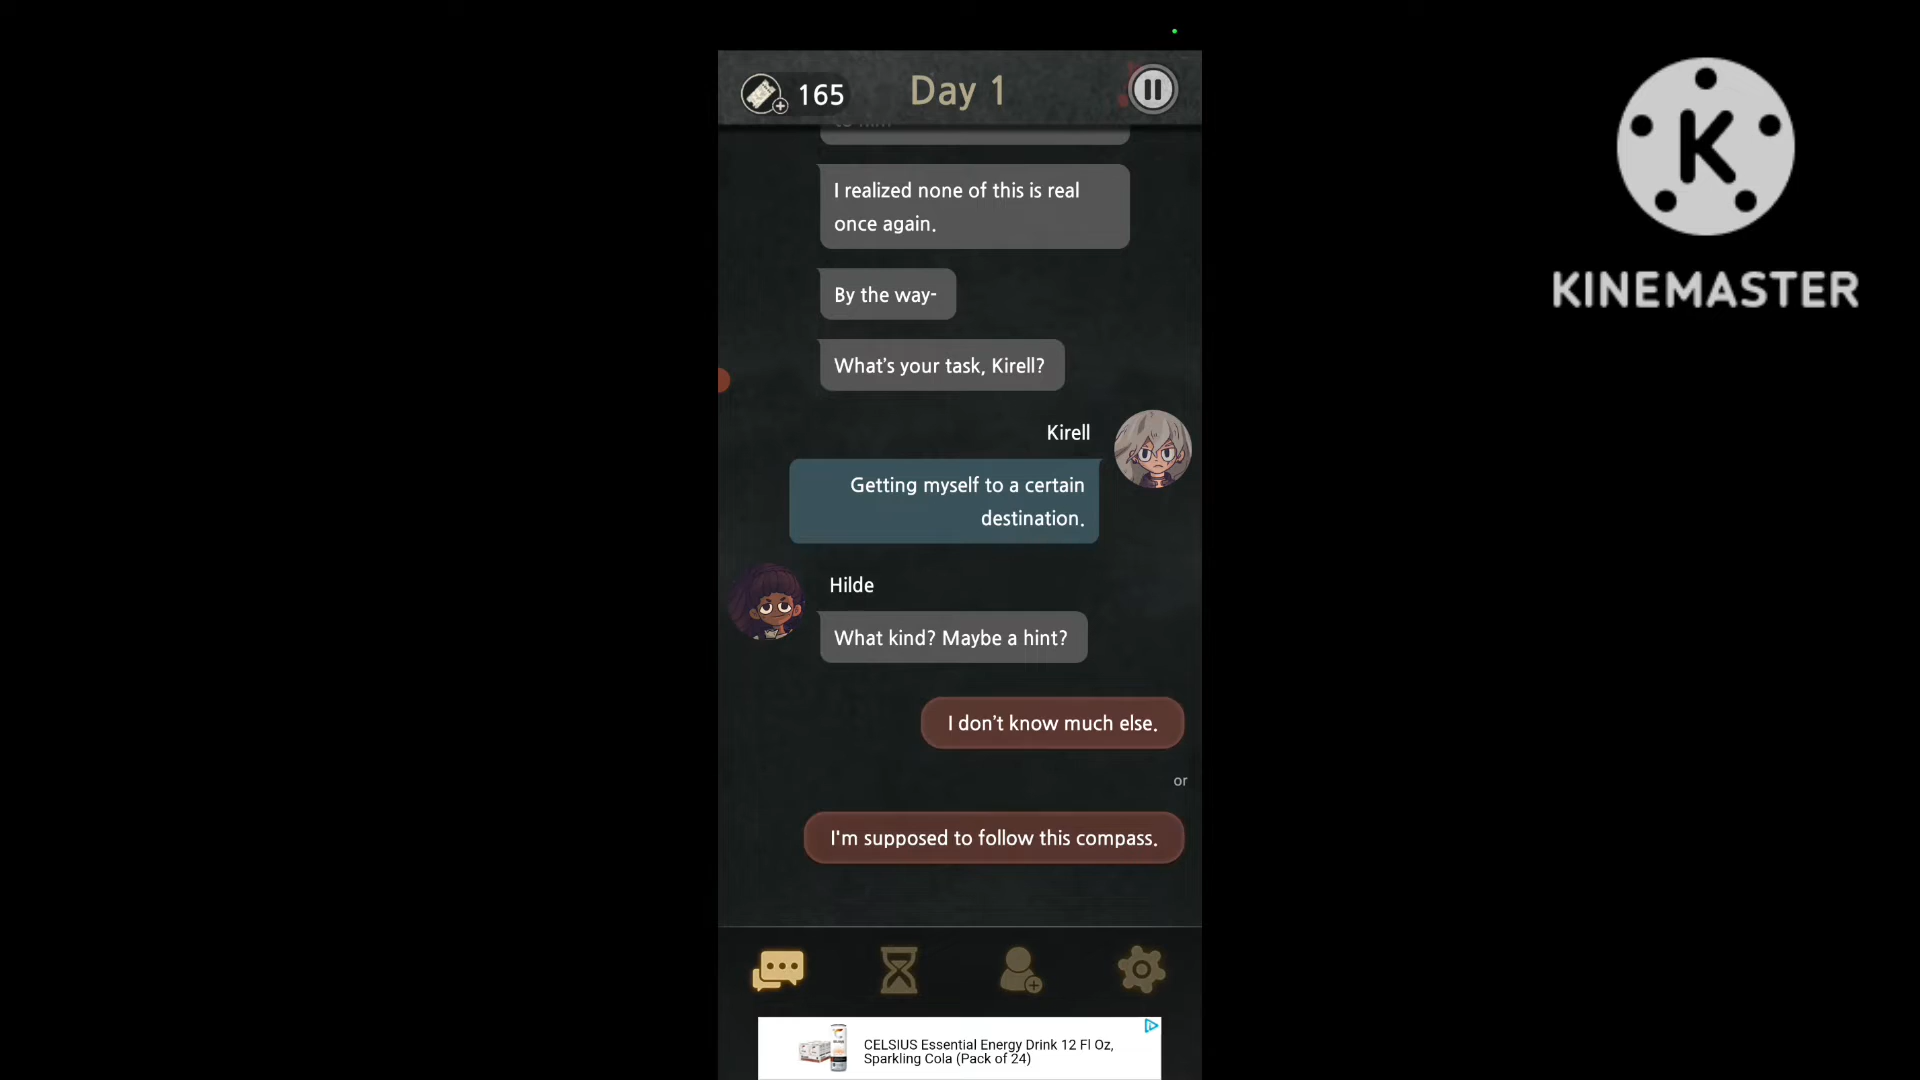 165
Day 1
I realized none of this is real
once again.
By the way-
What's your task, Kirell?
Kirell
Getting myself to a certain
destination.
Hilde
What kind? Maybe a hint?
I don't know much else.
or
I'm supposed to follow this compass.
CELSIUS Essential Energy Drink 12 Fl Oz,
Sparkling Cola (Pack of 24)
K
KINEMASTER